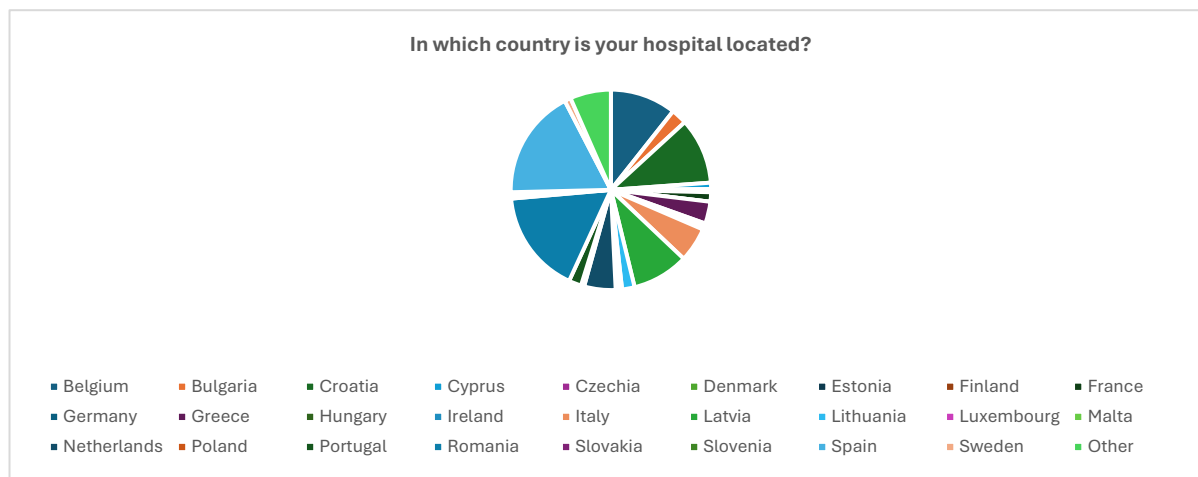 In which country is your hospital located?
Belgium Bulgaria Croatia Cyprus Czechia Denmark Estonia Finland France
Germany Greece Hungary Ireland Italy Latvia Lithuania Luxembourg Malta
Netherlands Poland Portugal Romania Slovakia Slovenia Spain Sweden Other